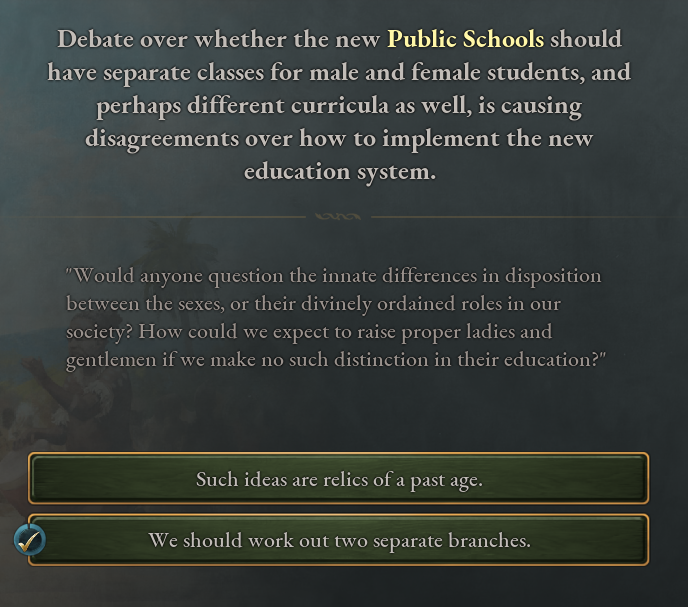 Debate over whether the new Public Schools should
have separate classes for male and female students, and
perhaps different curricula as well, is causing
disagreements over how to implement the new
education system.
"Would anyone question the innate differences in disposition
between the sexes, or their divinely ordained roles in our
society? How could we expect to raise proper ladies and
gentlemen if we make no such distinction in their education?"
Such ideas are relics of a past age.
We should work out two separate branches.